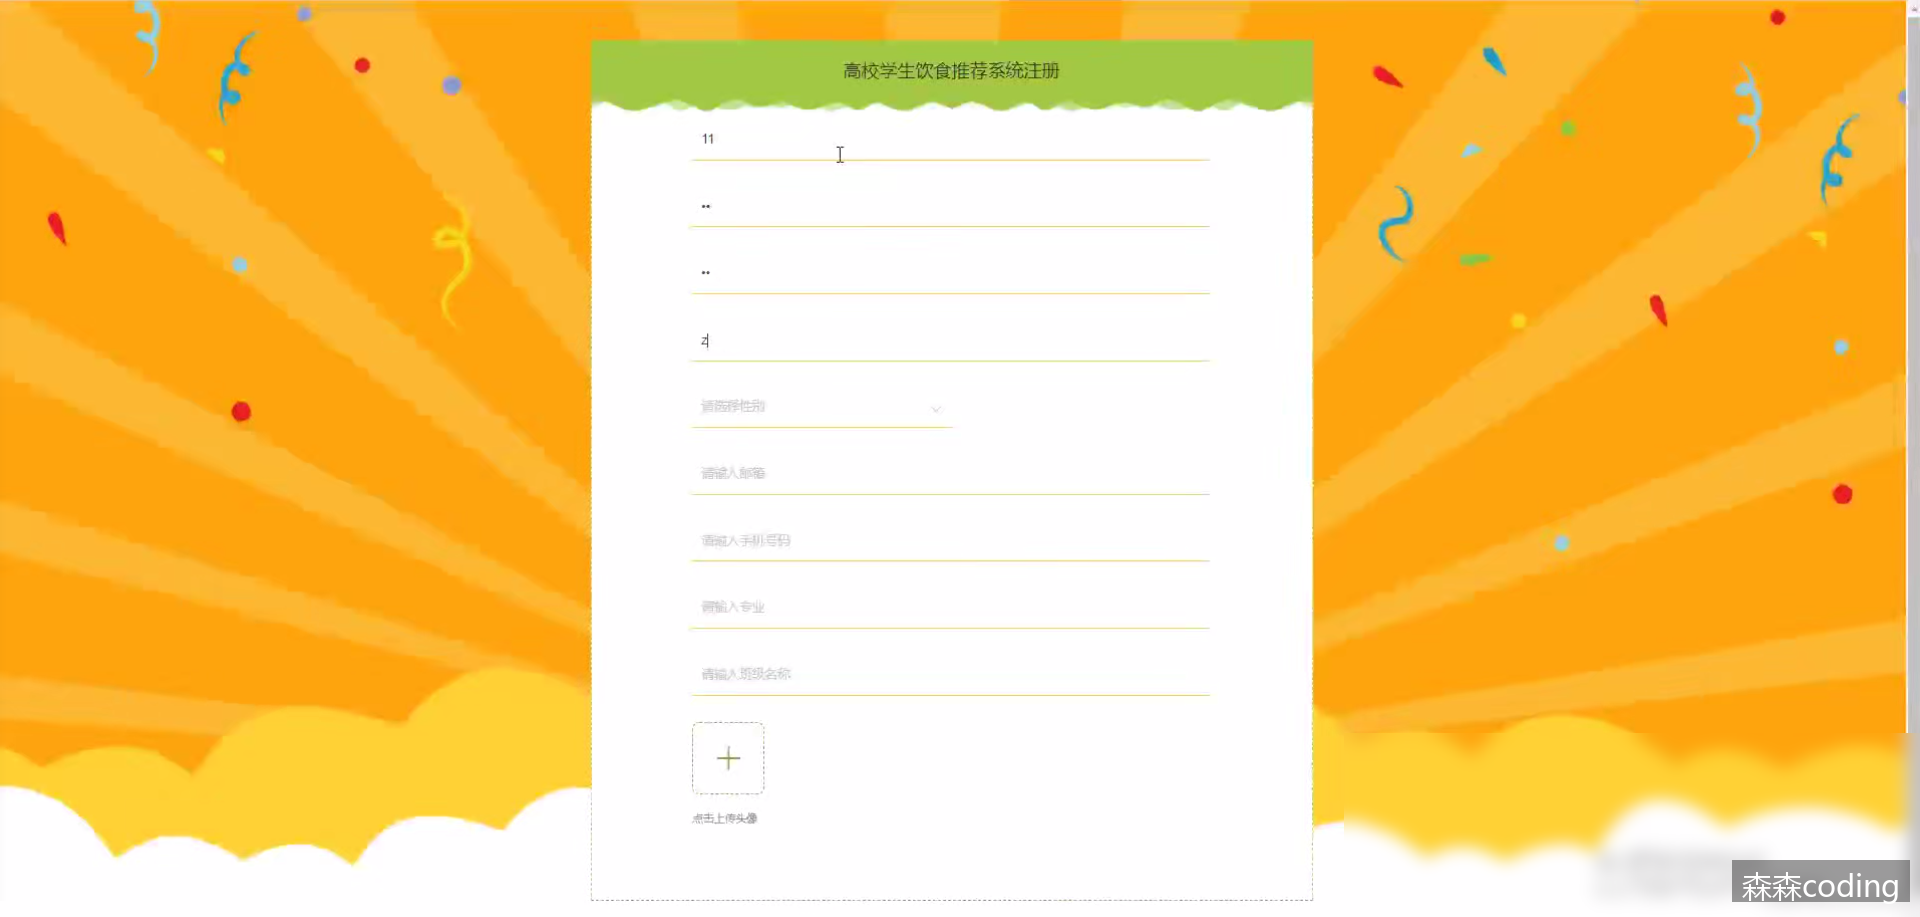 高校学生饮食推荐系统注册
11
••
••
z
请选择性别
请输入邮箱
请输入手机号码
请输入专业
请输入班级名称
点击上传头像
森森coding